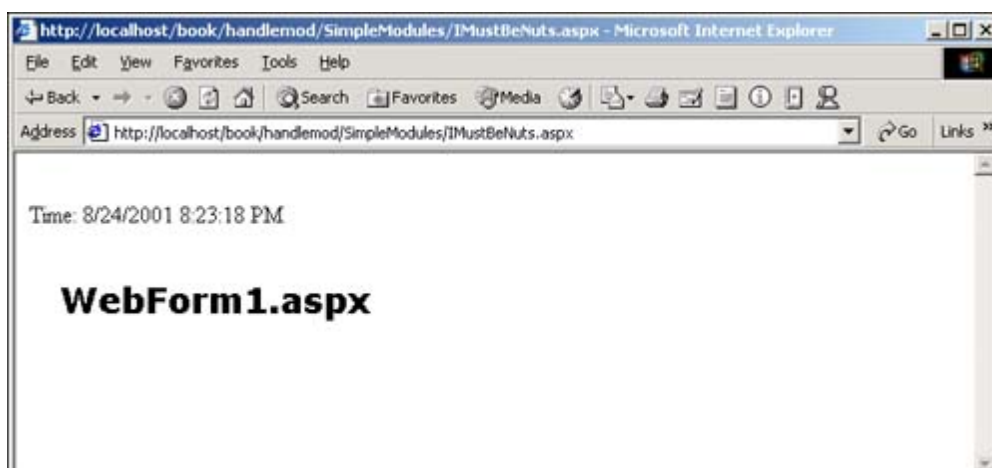 http://localhost/book/handlemod/SimpleModules/IMustBeNuts.aspx - Microsoft Internet Explorer
File Edit View Favorites Tools Help
Back Search Favorites Media
Address http://localhost/book/handlemod/SimpleModules/IMustBeNuts.aspx Go Links »
Time: 8/24/2001 8:23:18 PM
WebForm1.aspx